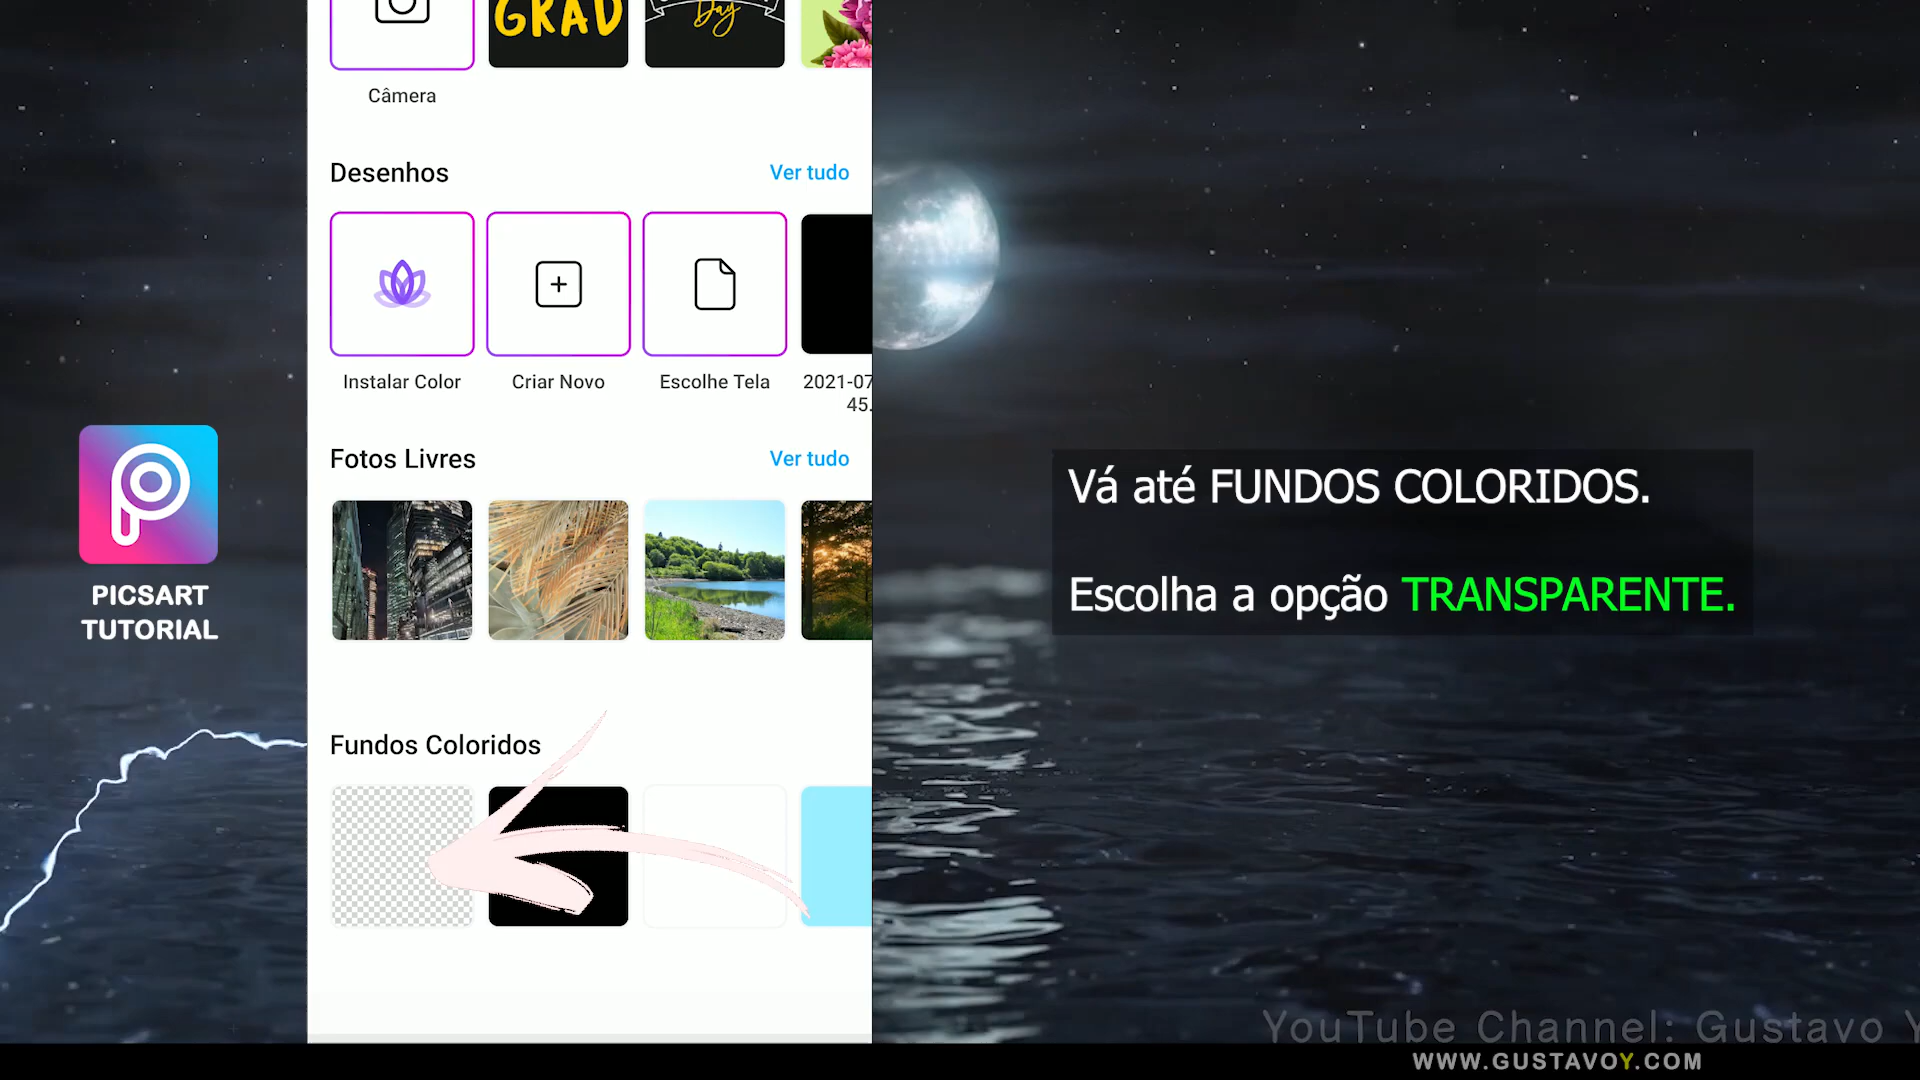 GRAD
Day
Câmera
Desenhos
Ver tudo
Instalar Color
Criar Novo
Escolhe Tela
2021-07
45.
Fotos Livres
Ver tudo
Fundos Coloridos
PICSART
TUTORIAL
Vá até FUNDOS COLORIDOS.
Escolha a opção TRANSPARENTE.
YouTube Channel: Gustavo Y
WWW.GUSTAVOY.COM